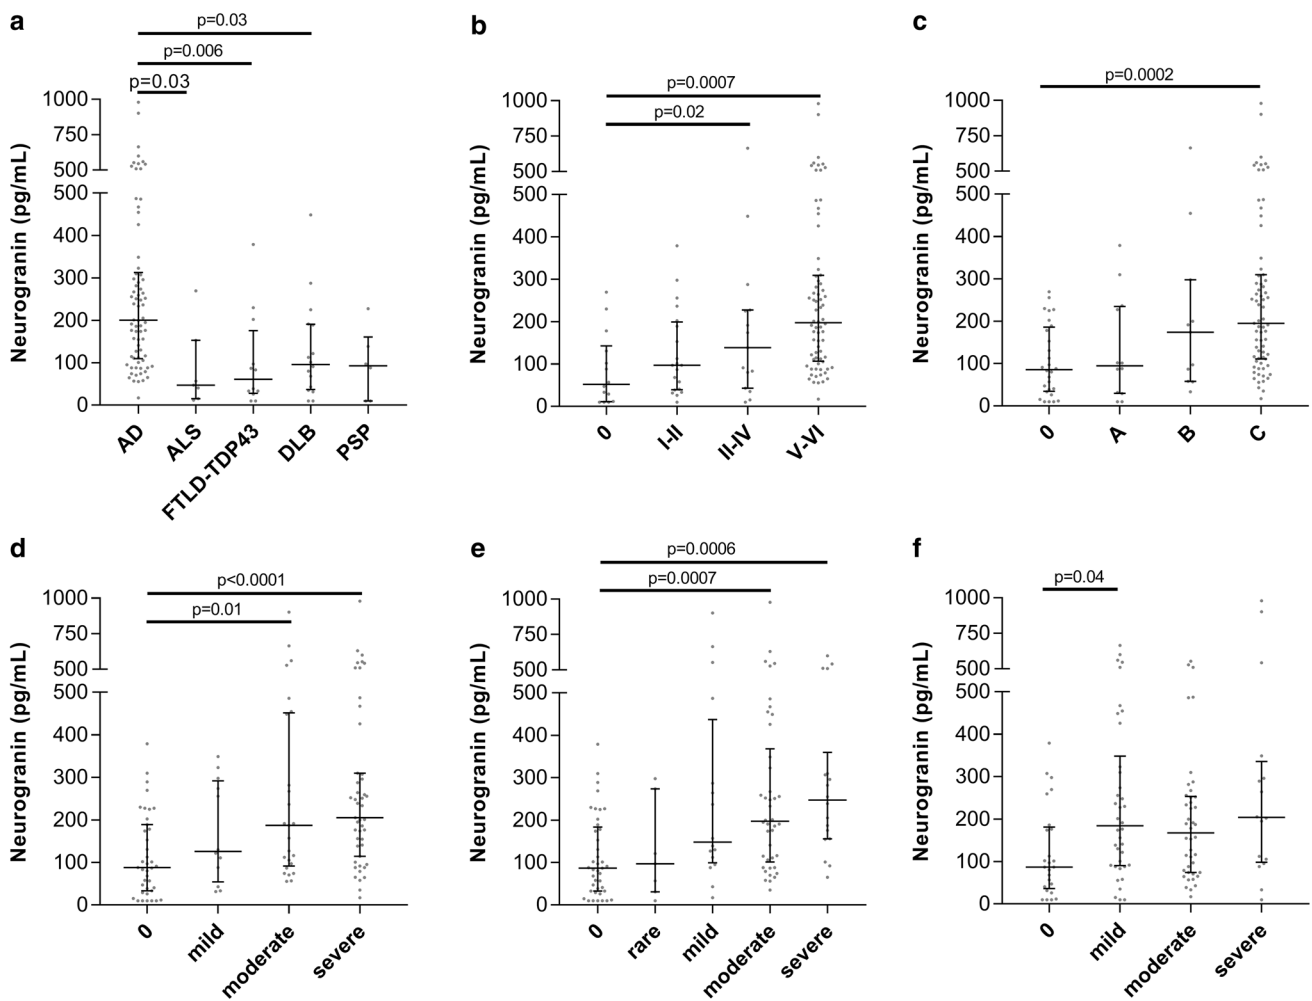 a
p=0.03
p=0.006
p=0.03
Neurogranin (pg/mL)
1000
750
500
500
400
300
200
100
0
AD
ALS
FTLD-TDP43
DLB
PSP
b
p=0.0007
p=0.02
Neurogranin (pg/mL)
1000
750
500
500
400
300
200
100
0
0
I-II
II-IV
V-VI
c
p=0.0002
Neurogranin (pg/mL)
1000
750
500
500
400
300
200
100
0
0
A
B
C
d
p<0.0001
p=0.01
Neurogranin (pg/mL)
1000
750
500
500
400
300
200
100
0
0
mild
moderate
severe
e
p=0.0006
p=0.0007
Neurogranin (pg/mL)
1000
750
500
500
400
300
200
100
0
0
rare
mild
moderate
severe
f
p=0.04
Neurogranin (pg/mL)
1000
750
500
500
400
300
200
100
0
0
mild
moderate
severe